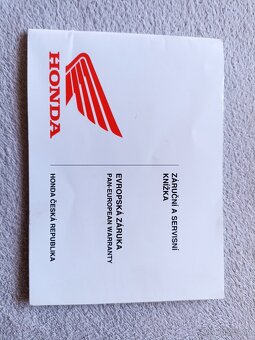 HONDA
ZÁRUČNÍ A SERVISNÍ
KNÍŽKA
EVROPSKÁ ZÁRUKA
PAN-EUROPEAN WARRANTY
HONDA ČESKÁ REPUBLIKA